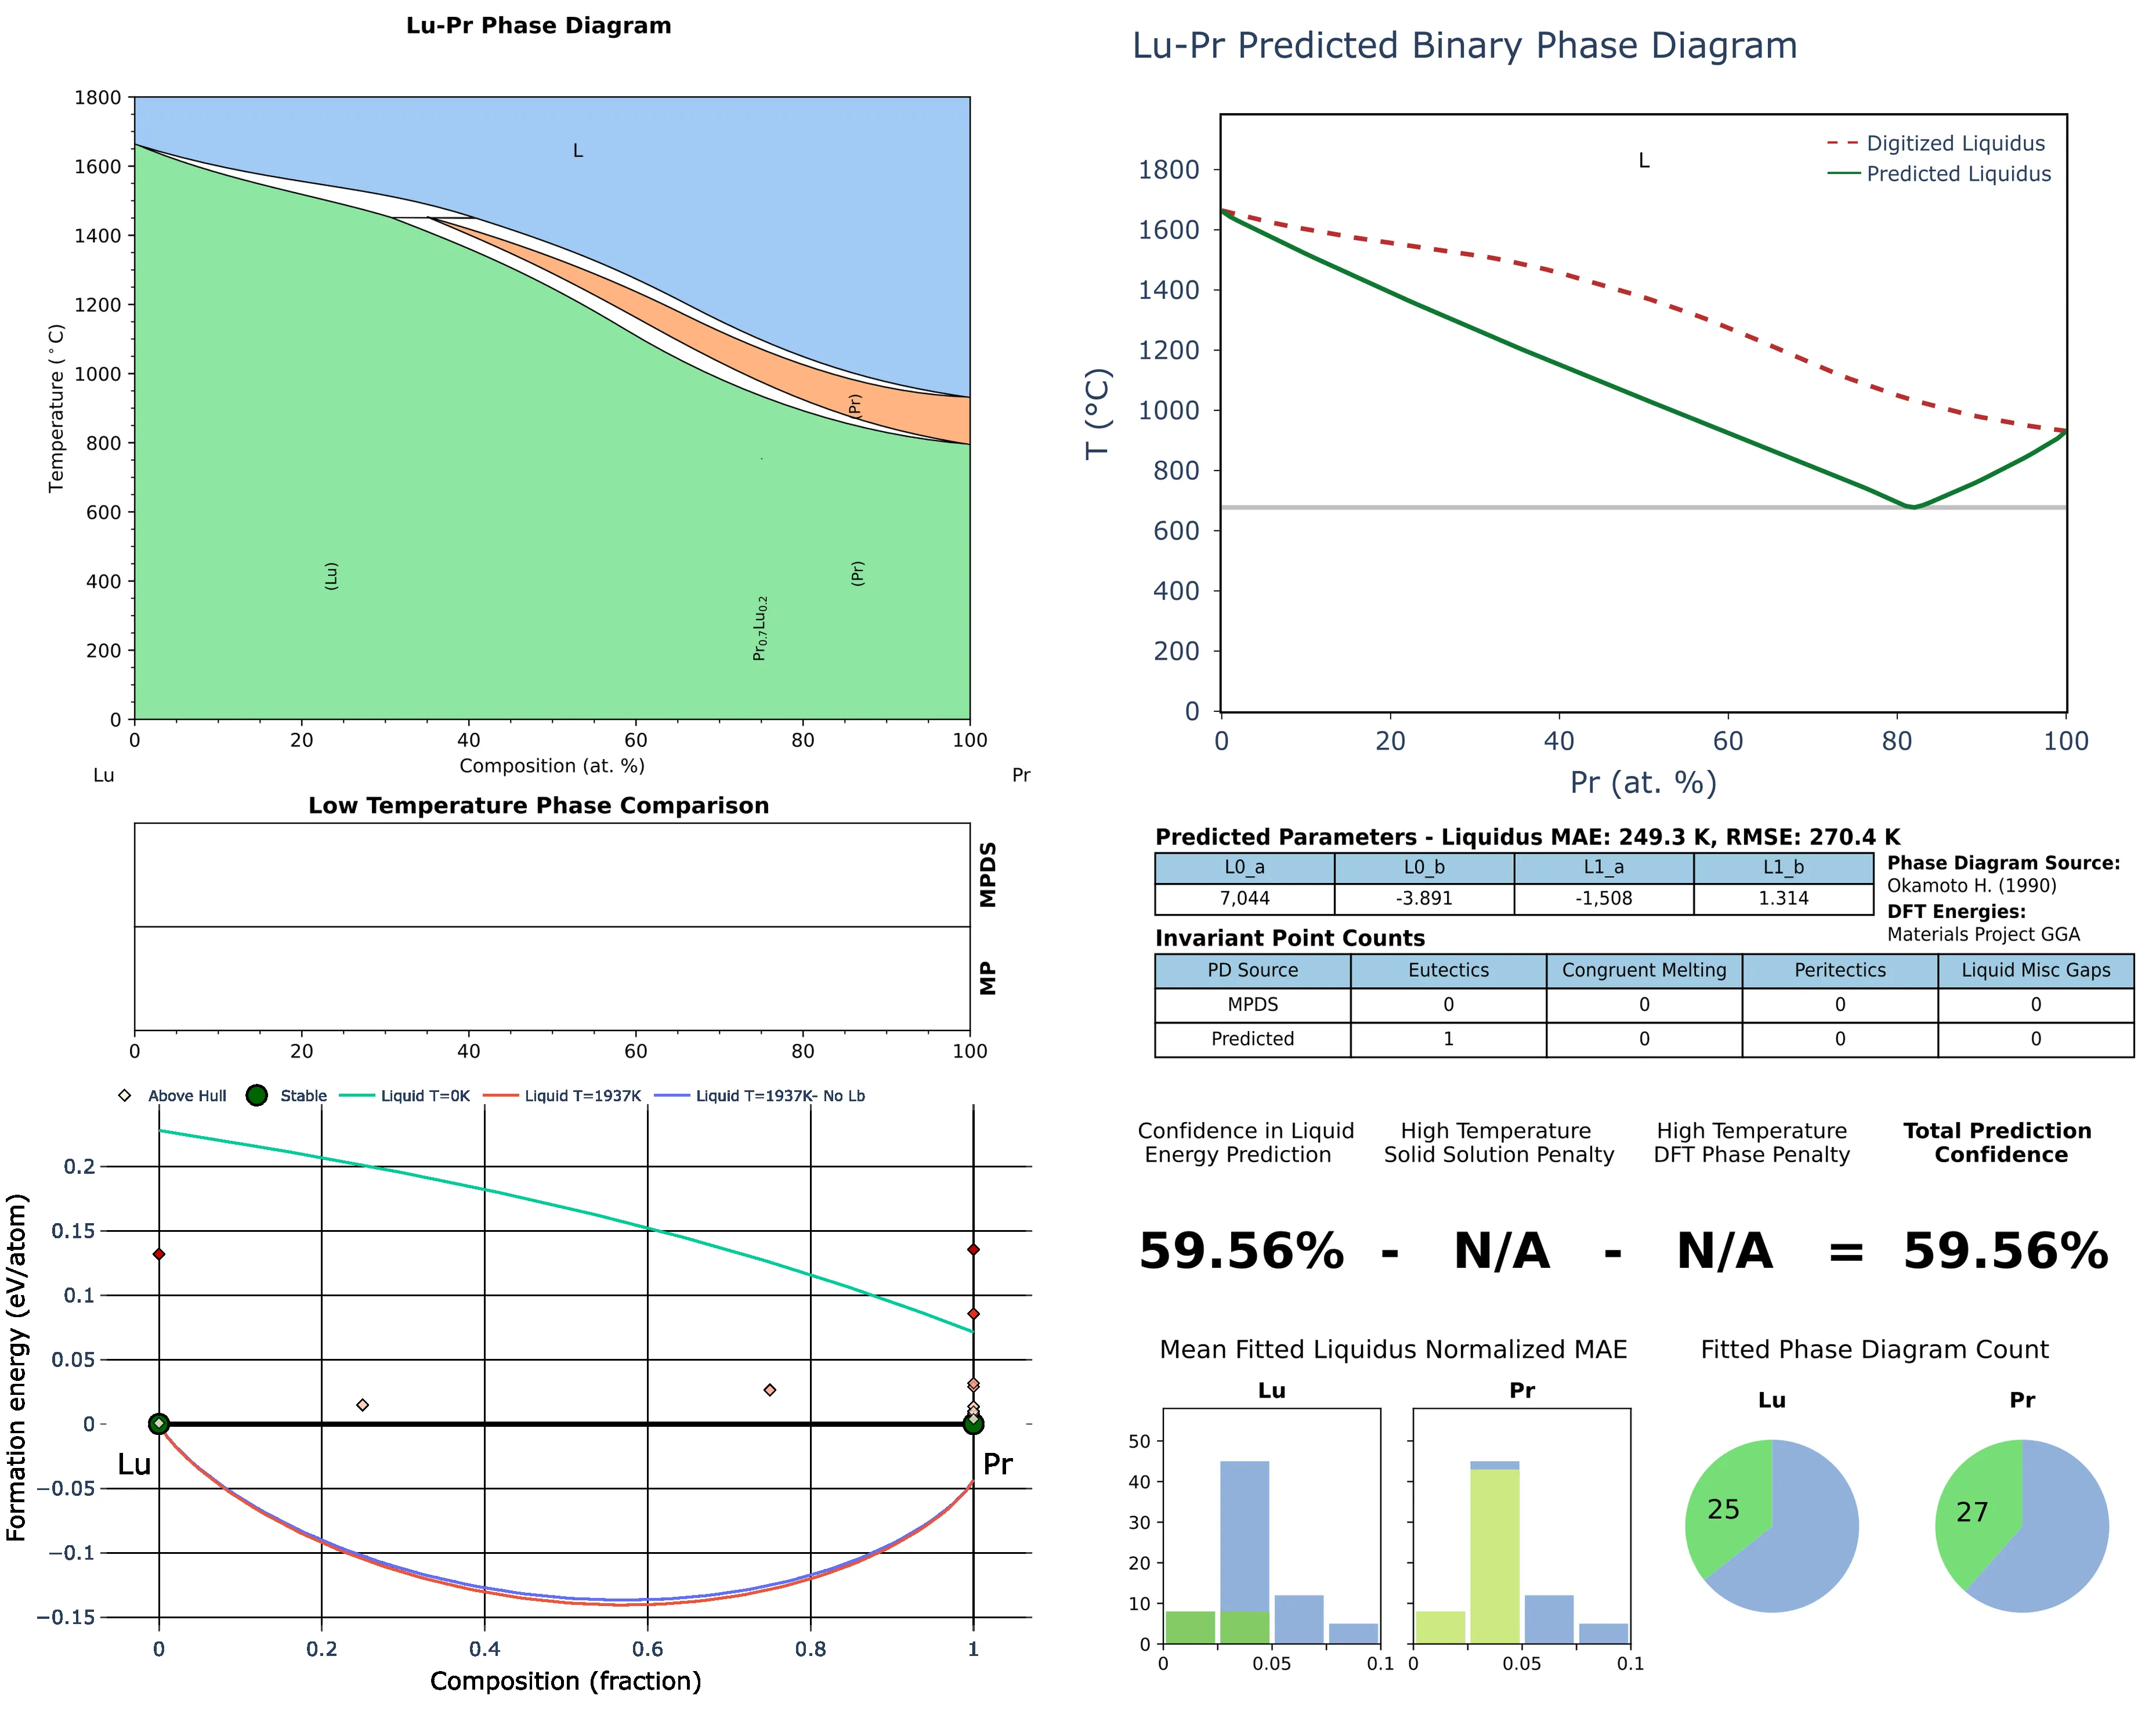 Lu-Pr Phase Diagram
1800
1600
1400
1200
1000
800
600
400
200
0
Temperature (°C)
L
(Pr)
(Lu)
(Pr)
Pr0.7Lu0.2
0 20 40 60 80 100
Composition (at. %)
Lu Pr
Low Temperature Phase Comparison
MPDS
MP
0 20 40 60 80 100
Above Hull Stable Liquid T=0K Liquid T=1937K Liquid T=1937K- No Lb
0.2
0.15
0.1
0.05
0
−0.05
−0.1
−0.15
Formation energy (eV/atom)
Lu Pr
0 0.2 0.4 0.6 0.8 1
Composition (fraction)
Lu-Pr Predicted Binary Phase Diagram
Digitized Liquidus
Predicted Liquidus
L
1800
1600
1400
1200
1000
800
600
400
200
0
T (°C)
0 20 40 60 80 100
Pr (at. %)
Predicted Parameters - Liquidus MAE: 249.3 K, RMSE: 270.4 K
L0_a L0_b L1_a L1_b
7,044 -3.891 -1,508 1.314
Phase Diagram Source:
Okamoto H. (1990)
DFT Energies:
Materials Project GGA
Invariant Point Counts
PD Source Eutectics Congruent Melting Peritectics Liquid Misc Gaps
MPDS 0 0 0 0
Predicted 1 0 0 0
Confidence in Liquid
Energy Prediction
High Temperature
Solid Solution Penalty
High Temperature
DFT Phase Penalty
Total Prediction
Confidence
59.56% - N/A - N/A = 59.56%
Mean Fitted Liquidus Normalized MAE
Lu Pr
50
40
30
20
10
0
0 0.05 0.1 0 0.05 0.1
Fitted Phase Diagram Count
Lu Pr
25 27